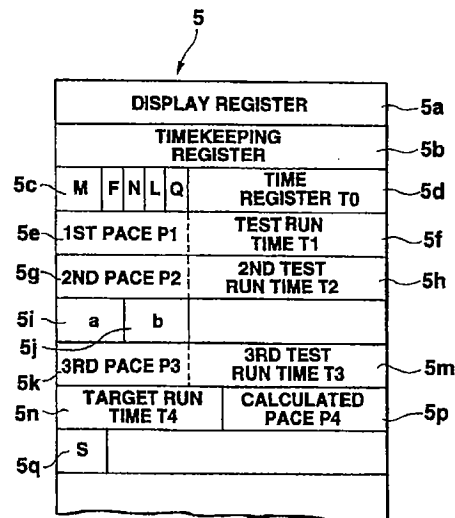 5
DISPLAY REGISTER
5a
TIMEKEEPING
REGISTER
5b
5c
M F N L Q
TIME
REGISTER T0
5d
5e
1ST PACE P1
TEST RUN
TIME T1
5f
5g
2ND PACE P2
2ND TEST
RUN TIME T2
5h
5i
a
b
5j
5k
3RD PACE P3
3RD TEST
RUN TIME T3
5m
5n
TARGET RUN
TIME T4
CALCULATED
PACE P4
5p
5q
S